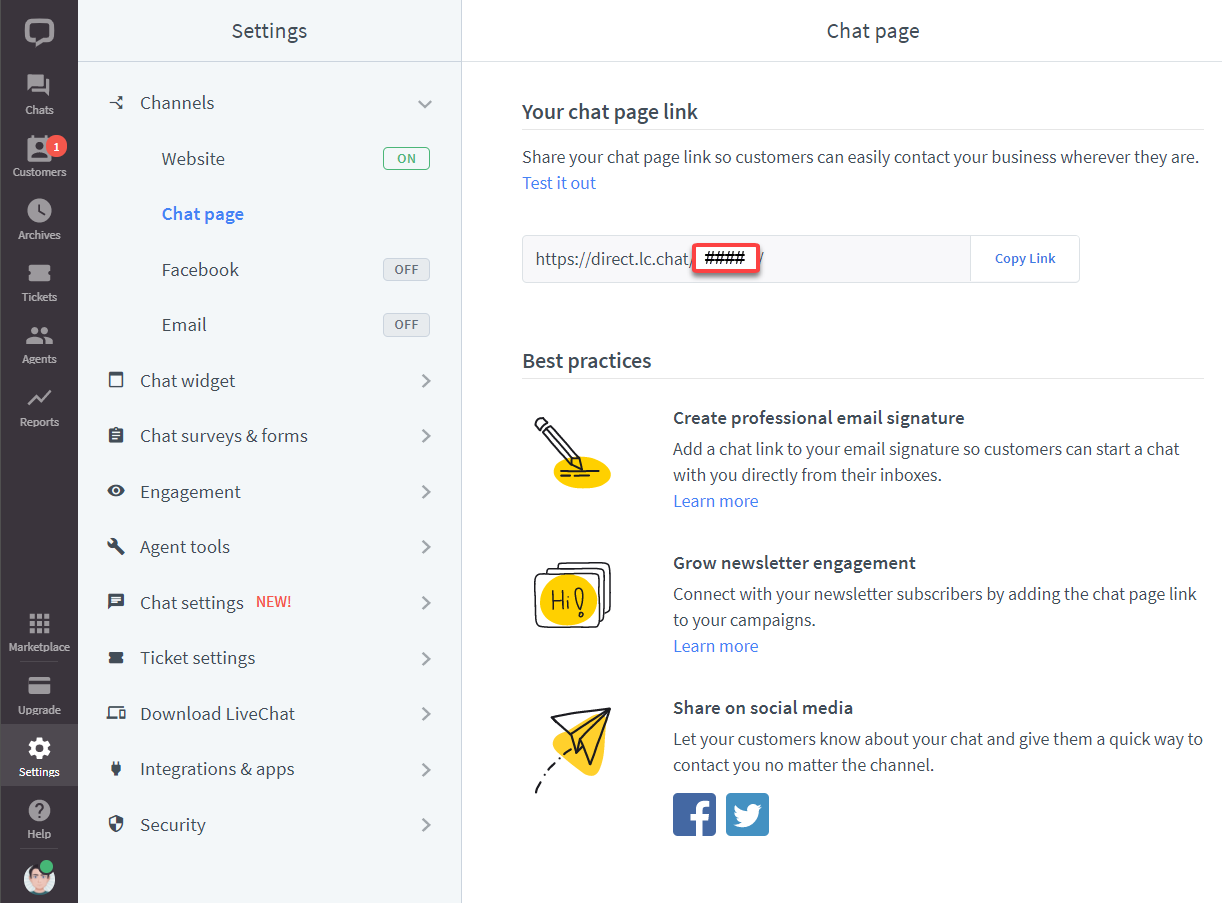 Chats
1
Customers
Archives
Tickets
Agents
Reports
Marketplace
Upgrade
Settings
Help
Settings
Channels
Website ON
Chat page
Facebook OFF
Email OFF
Chat widget
Chat surveys & forms
Engagement
Agent tools
Chat settings NEW!
Ticket settings
Download LiveChat
Integrations & apps
Security
Chat page
Your chat page link
Share your chat page link so customers can easily contact your business wherever they are.
Test it out
https://direct.lc.chat/ #### / Copy Link
Best practices
Create professional email signature
Add a chat link to your email signature so customers can start a chat
with you directly from their inboxes.
Learn more
Hi!
Grow newsletter engagement
Connect with your newsletter subscribers by adding the chat page link
to your campaigns.
Learn more
Share on social media
Let your customers know about your chat and give them a quick way to
contact you no matter the channel.